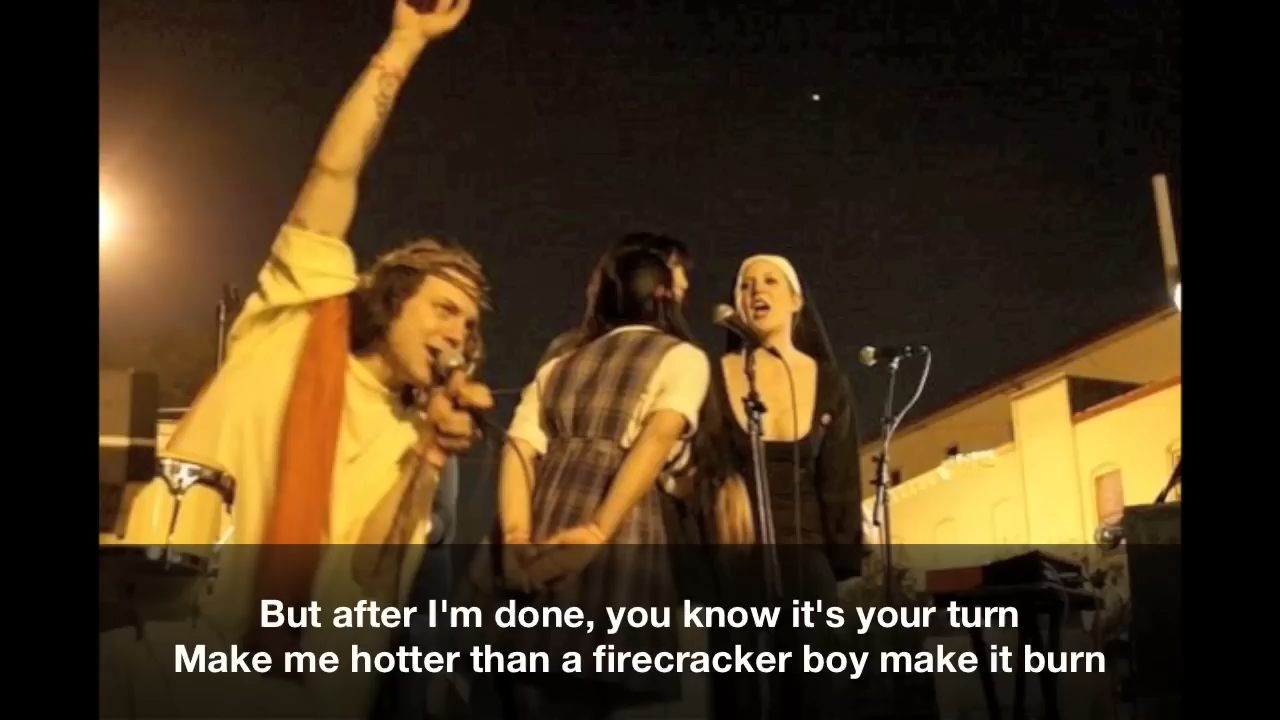 But after I'm done, you know it's your turn
Make me hotter than a firecracker boy make it burn